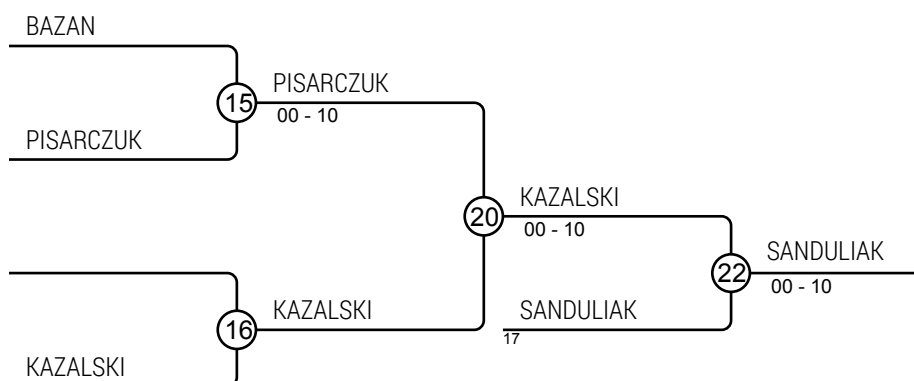 BAZAN
15
PISARCZUK
00 - 10
PISARCZUK
20
KAZALSKI
00 - 10
22
SANDULIAK
00 - 10
16
KAZALSKI
SANDULIAK
17
KAZALSKI